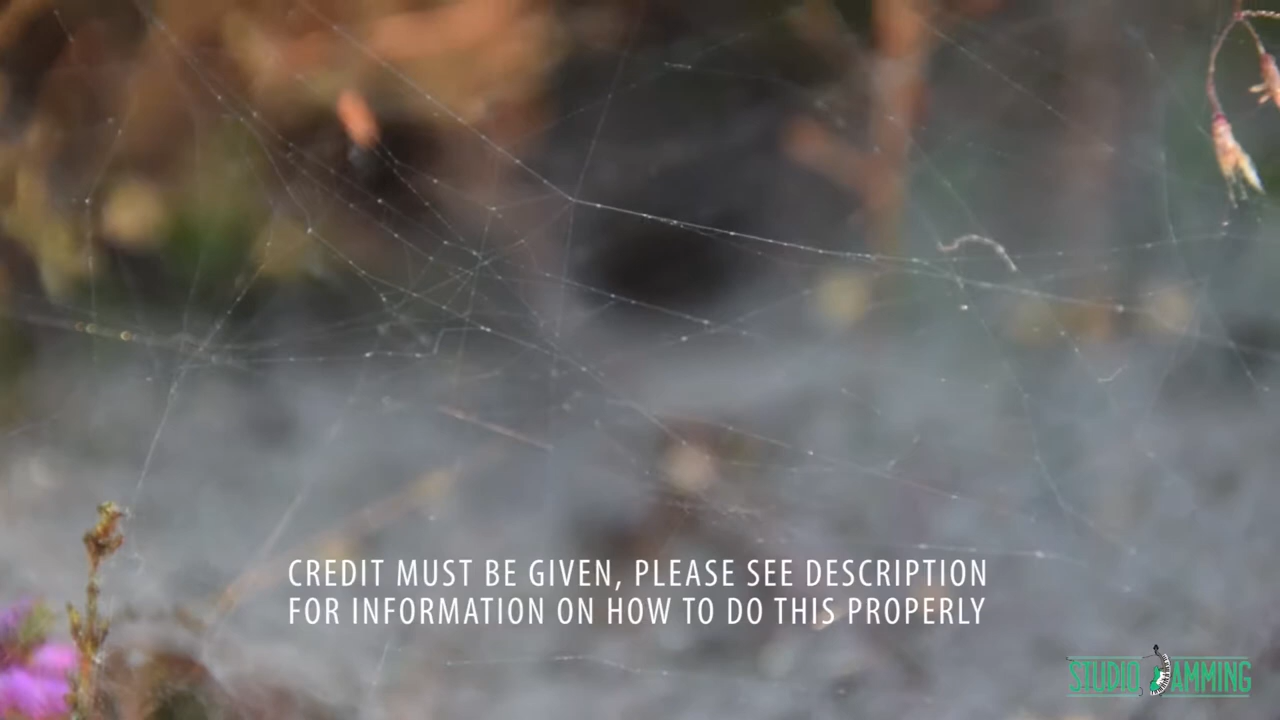 CREDIT MUST BE GIVEN, PLEASE SEE DESCRIPTION
FOR INFORMATION ON HOW TO DO THIS PROPERLY
STUDIO JAMMING